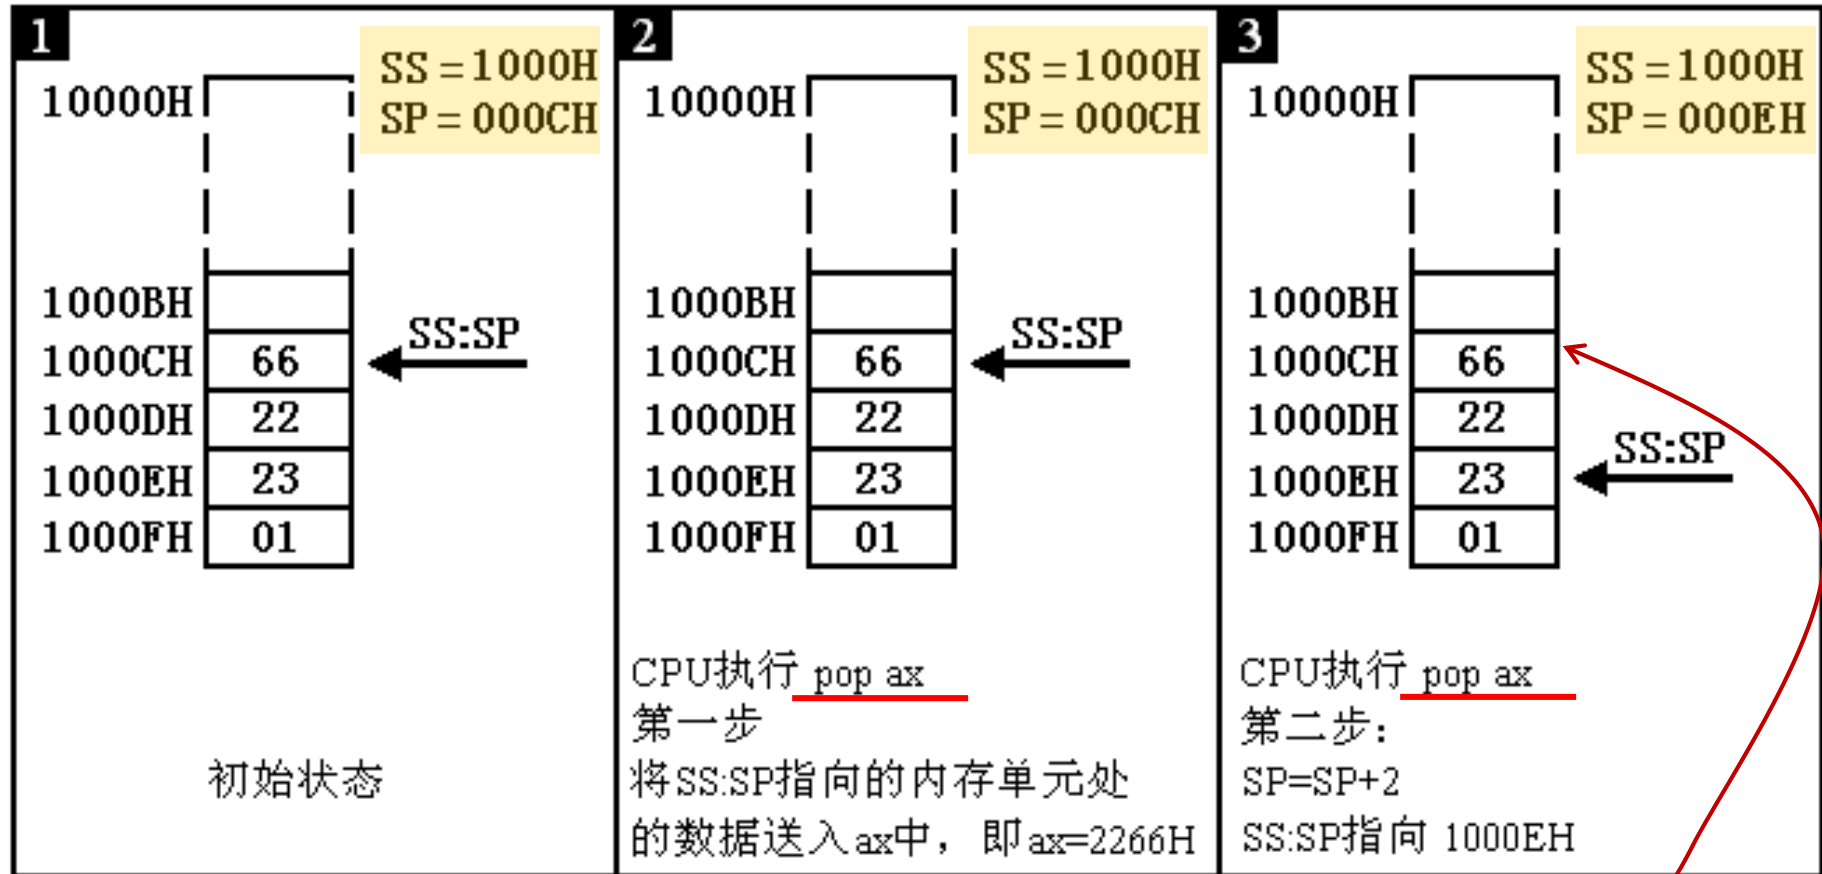 1
SS=1000H
SP=000CH
10000H
1000BH
SS:SP
1000CH 66
1000DH 22
1000EH 23
1000FH 01
初始状态
2
SS=1000H
SP=000CH
10000H
1000BH
SS:SP
1000CH 66
1000DH 22
1000EH 23
1000FH 01
CPU执行 pop ax
第一步
将SS:SP指向的内存单元处
的数据送入ax中，即ax=2266H
3
SS=1000H
SP=000EH
10000H
1000BH
1000CH 66
1000DH 22
SS:SP
1000EH 23
1000FH 01
CPU执行 pop ax
第二步：
SP=SP+2
SS:SP指向 1000EH